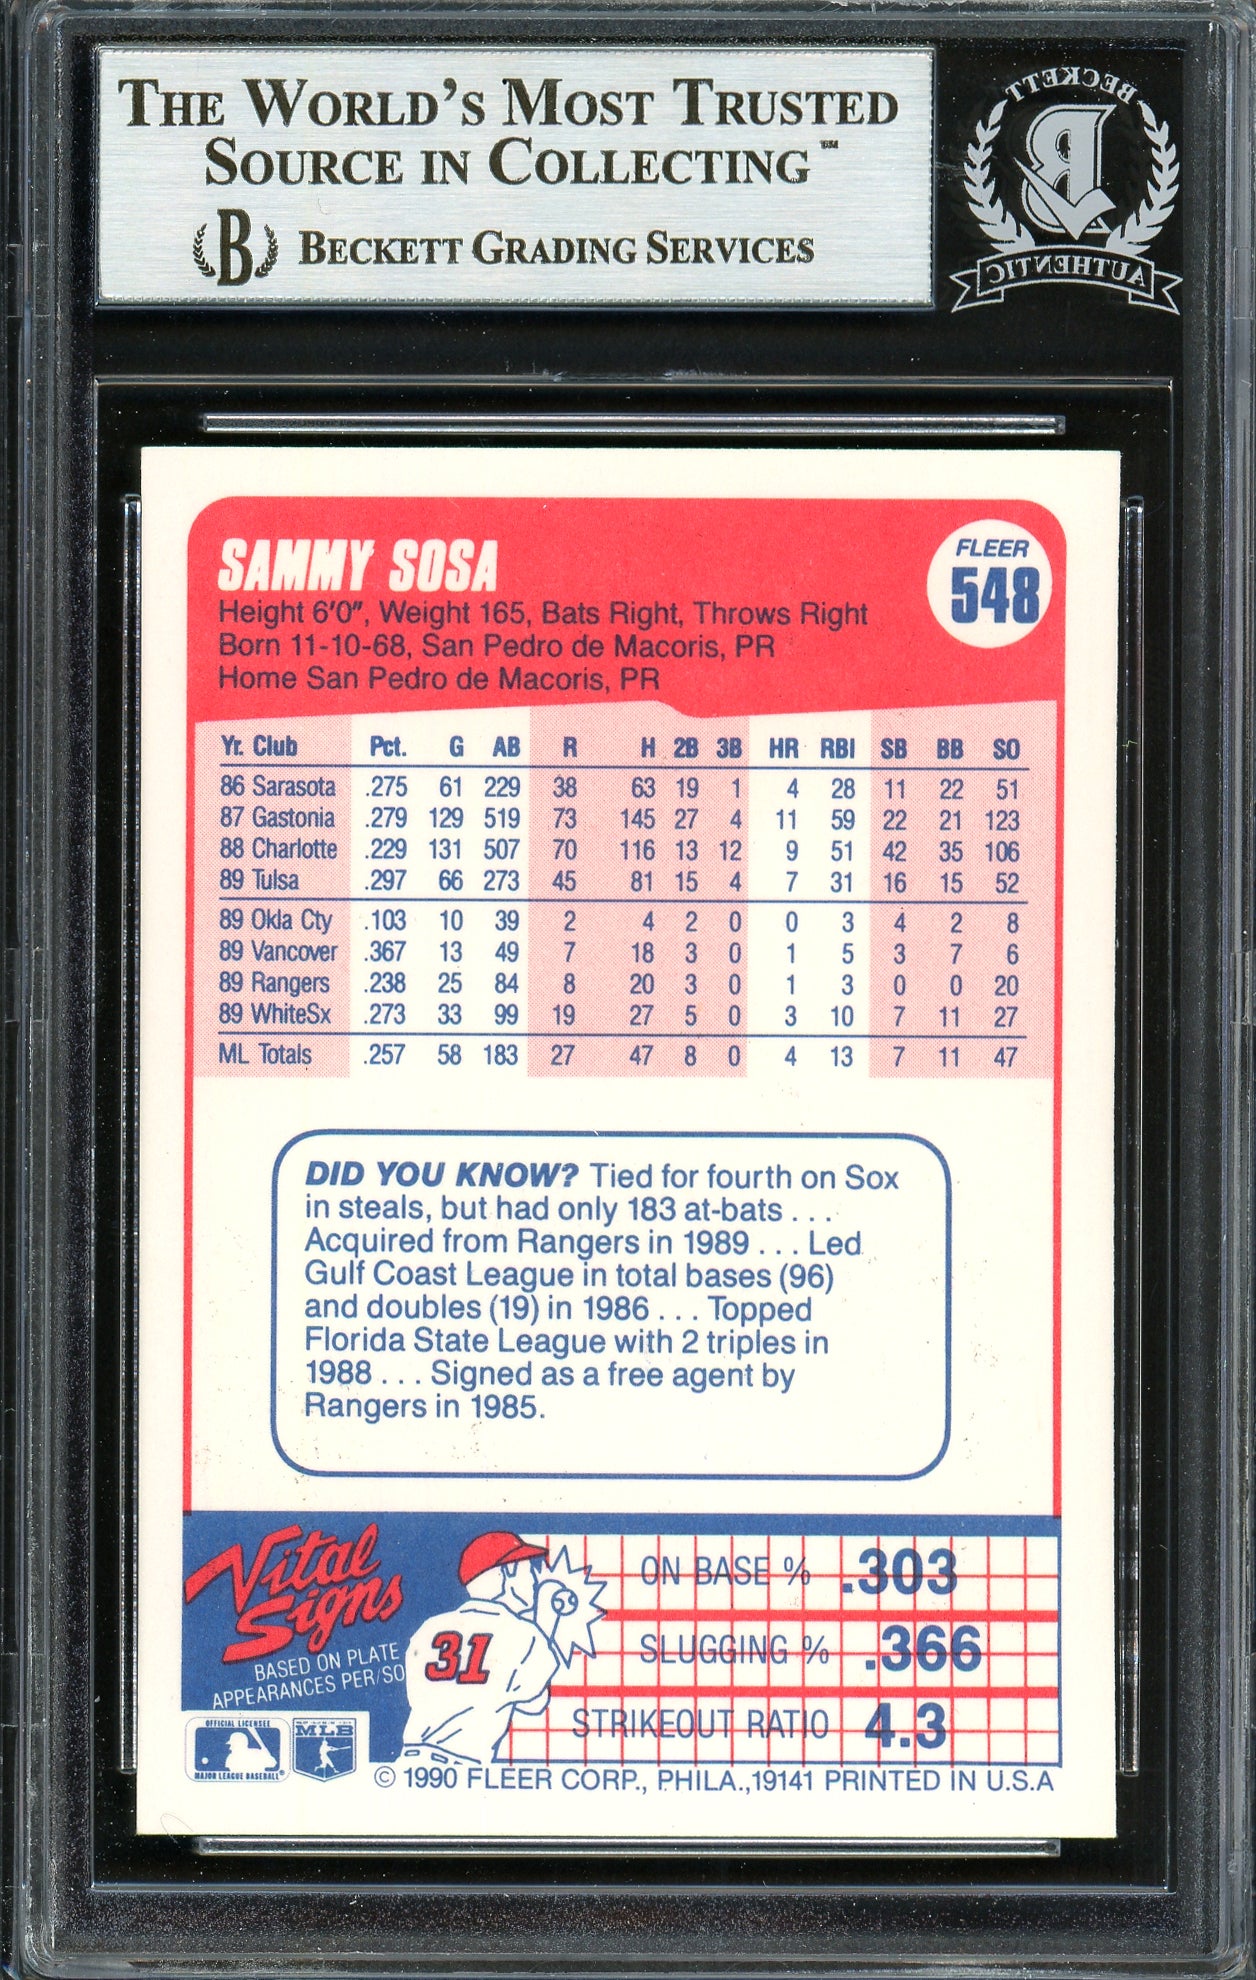 THE WORLD'S MOST TRUSTED
SOURCE IN COLLECTING™
B BECKETT GRADING SERVICES
BECKETT
B
AUTHENTIC
SAMMY SOSA
FLEER
548
Height 6'0", Weight 165, Bats Right, Throws Right
Born 11-10-68, San Pedro de Macoris, PR
Home San Pedro de Macoris, PR
Yr. Club Pct. G AB R H 2B 3B HR RBI SB BB SO
86 Sarasota .275 61 229 38 63 19 1 4 28 11 22 51
87 Gastonia .279 129 519 73 145 27 4 11 59 22 21 123
88 Charlotte .229 131 507 70 116 13 12 9 51 42 35 106
89 Tulsa .297 66 273 45 81 15 4 7 31 16 15 52
89 Okla Cty .103 10 39 2 4 2 0 0 3 4 2 8
89 Vancover .367 13 49 7 18 3 0 1 5 3 7 6
89 Rangers .238 25 84 8 20 3 0 1 3 0 0 20
89 WhiteSx .273 33 99 19 27 5 0 3 10 7 11 27
ML Totals .257 58 183 27 47 8 0 4 13 7 11 47
DID YOU KNOW? Tied for fourth on Sox
in steals, but had only 183 at-bats . . .
Acquired from Rangers in 1989 . . . Led
Gulf Coast League in total bases (96)
and doubles (19) in 1986 . . . Topped
Florida State League with 2 triples in
1988 . . . Signed as a free agent by
Rangers in 1985.
Vital
Signs
BASED ON PLATE
APPEARANCES PER/SO
31
ON BASE % .303
SLUGGING % .366
STRIKEOUT RATIO 4.3
OFFICIAL LICENSEE
MAJOR LEAGUE BASEBALL®
MLB
© 1990 FLEER CORP., PHILA.,19141 PRINTED IN U.S.A